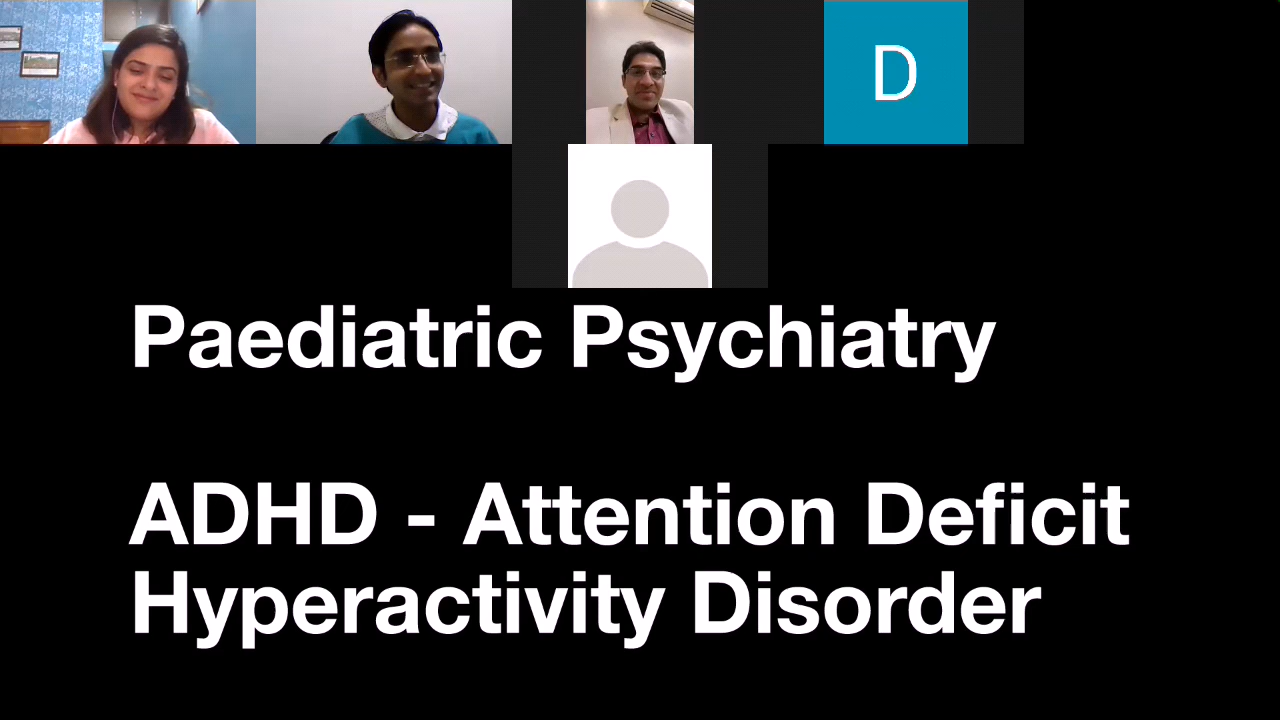 D
Paediatric Psychiatry
ADHD - Attention Deficit
Hyperactivity Disorder